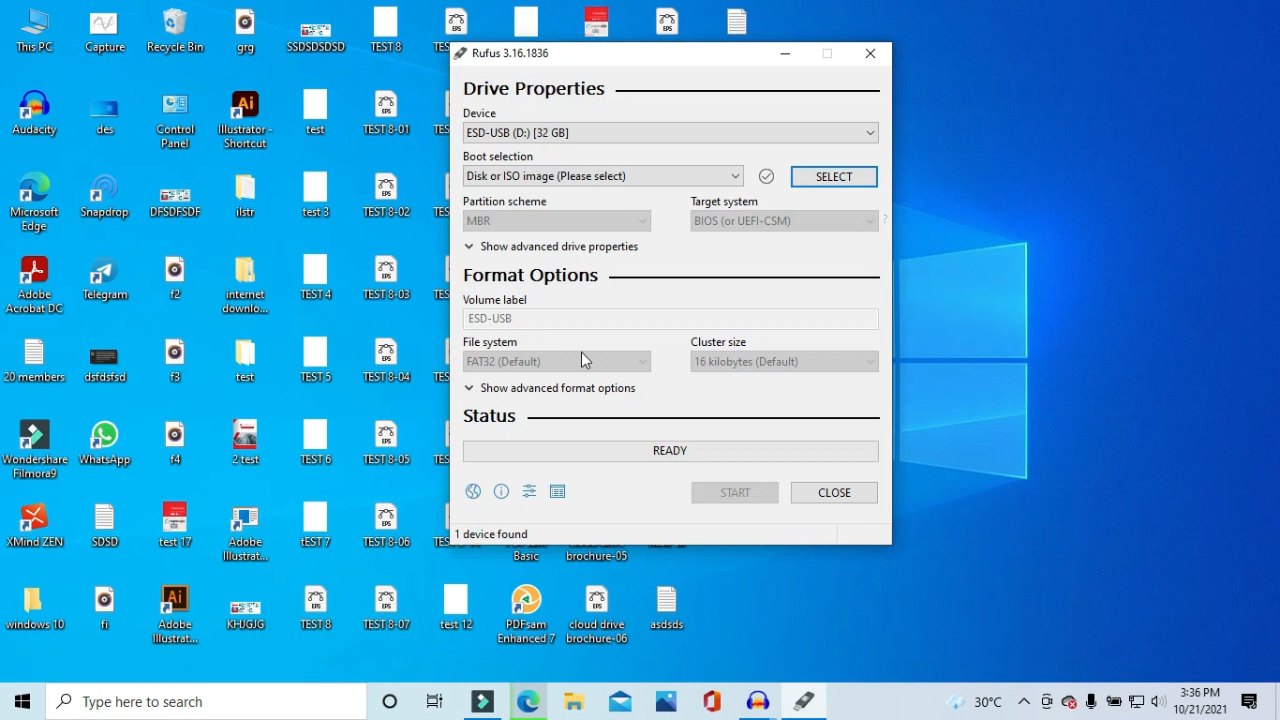 This PC
Capture
Recycle Bin
grg
SSDSDSDSD
TEST 8
Audacity
des
Control
Panel
Illustrator -
Shortcut
test
TEST 8-01
Microsoft
Edge
Snapdrop
DFSDFSDF
ilstr
test 3
TEST 8-02
Adobe
Acrobat DC
Telegram
f2
internet
downlo...
TEST 4
TEST 8-03
20 members
dsfdsfsd
f3
test
TEST 5
TEST 8-04
Wondershare
Filmora9
WhatsApp
f4
2 test
TEST 6
TEST 8-05
XMind ZEN
SDSD
test 17
Adobe
Illustrat...
tEST 7
TEST 8-06
Basic
brochure-05
windows 10
fi
Adobe
Illustrat...
KHJGJG
TEST 8
TEST 8-07
test 12
PDFsam
Enhanced 7
cloud drive
brochure-06
asdsds
EPS
Rufus 3.16.1836
Drive Properties
Device
ESD-USB (D:) [32 GB]
Boot selection
Disk or ISO image (Please select)
SELECT
Partition scheme
Target system
MBR
BIOS (or UEFI-CSM)
?
Show advanced drive properties
Format Options
Volume label
ESD-USB
File system
Cluster size
FAT32 (Default)
16 kilobytes (Default)
Show advanced format options
Status
READY
START
CLOSE
1 device found
Type here to search
30°C
3:36 PM
10/21/2021